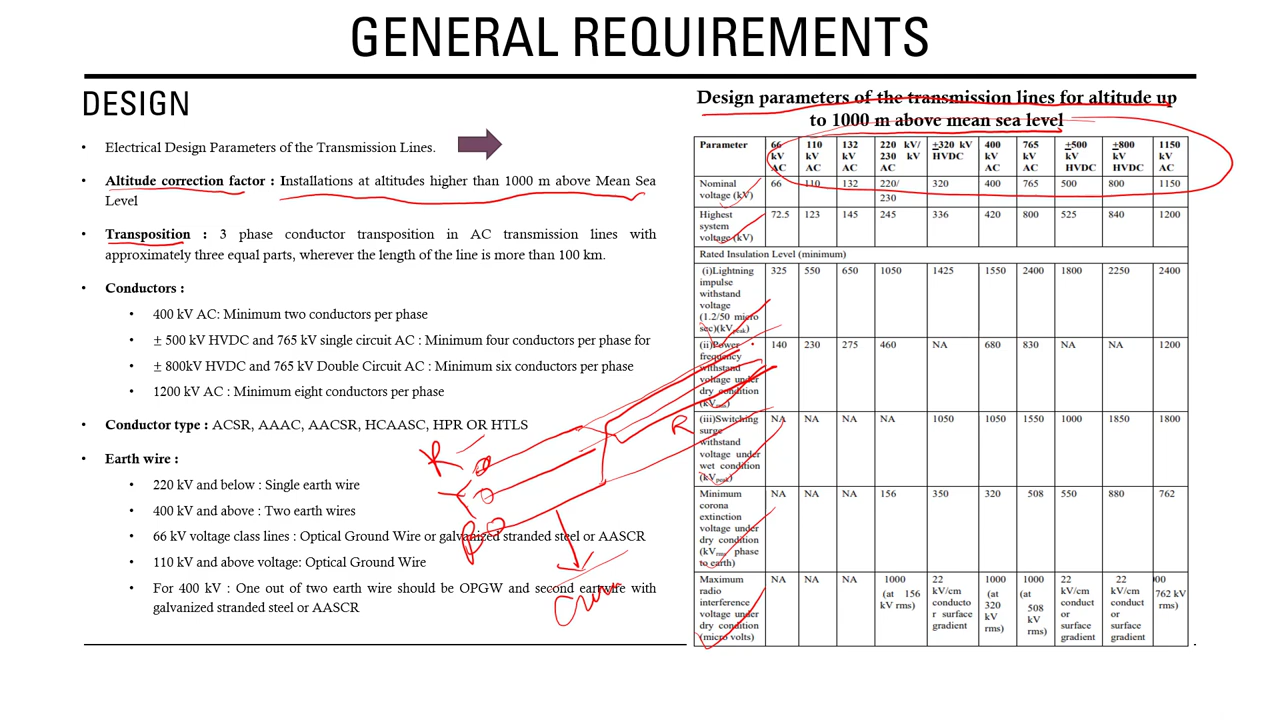 GENERAL REQUIREMENTS
DESIGN
• Electrical Design Parameters of the Transmission Lines.
• Altitude correction factor : Installations at altitudes higher than 1000 m above Mean Sea
Level
• Transposition : 3 phase conductor transposition in AC transmission lines with
approximately three equal parts, wherever the length of the line is more than 100 km.
• Conductors :
• 400 kV AC: Minimum two conductors per phase
• ± 500 kV HVDC and 765 kV single circuit AC : Minimum four conductors per phase for
• ± 800kV HVDC and 765 kV Double Circuit AC : Minimum six conductors per phase
• 1200 kV AC : Minimum eight conductors per phase
• Conductor type : ACSR, AAAC, AACSR, HCAASC, HPR OR HTLS
• Earth wire :
• 220 kV and below : Single earth wire
• 400 kV and above : Two earth wires
• 66 kV voltage class lines : Optical Ground Wire or galvanized stranded steel or AASCR
• 110 kV and above voltage: Optical Ground Wire
• For 400 kV : One out of two earth wire should be OPGW and second eartwire with
galvanized stranded steel or AASCR
R
Y
B
R
Design parameters of the transmission lines for altitude up
to 1000 m above mean sea level
Parameter 66 kV AC 110 kV AC 132 kV AC 220 kV/ 230 kV AC ±320 kV HVDC 400 kV AC 765 kV AC ±500 kV HVDC ±800 kV HVDC 1150 kV AC
Nominal voltage (kV) 66 110 132 220/ 230 320 400 765 500 800 1150
Highest system voltage (kV) 72.5 123 145 245 336 420 800 525 840 1200
Rated Insulation Level (minimum)
(i)Lightning impulse withstand voltage (1.2/50 micro sec)(kVpeak) 325 550 650 1050 1425 1550 2400 1800 2250 2400
(ii)Power frequency withstand voltage under dry condition (kVrms) 140 230 275 460 NA 680 830 NA NA 1200
(iii)Switching surge withstand voltage under wet condition (kVpeak) NA NA NA NA 1050 1050 1550 1000 1850 1800
Minimum corona extinction voltage under dry condition (kVrms phase to earth) NA NA NA 156 350 320 508 550 880 762
Maximum radio interference voltage under dry condition (micro volts) NA NA NA 1000 (at 156 kV rms) 22 kV/cm conducto r surface gradient 1000 (at 320 kV rms) 1000 (at 508 kV rms) 22 kV/cm conduct or surface gradient 22 kV/cm conduct or surface gradient 00 762 kV rms)